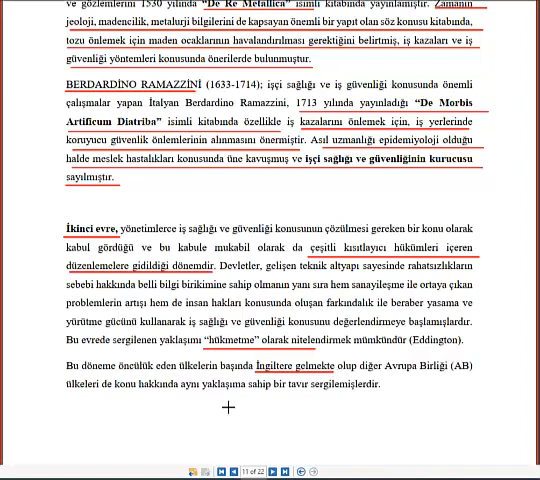 ve gözlemlerini 1530 yılında “De Re Metallica” isimli kitabında yayınlamıştır. Zamanın
jeoloji, madencilik, metalurji bilgilerini de kapsayan önemli bir yapıt olan söz konusu kitabında,
tozu önlemek için maden ocaklarının havalandırılması gerektiğini belirtmiş, iş kazaları ve iş
güvenliği yöntemleri konusunda önerilerde bulunmuştur.
BERDARDİNO RAMAZZİNİ (1633-1714); işçi sağlığı ve iş güvenliği konusunda önemli
çalışmalar yapan İtalyan Berdardino Ramazzini, 1713 yılında yayınladığı “De Morbis
Artificum Diatriba” isimli kitabında özellikle iş kazalarını önlemek için, iş yerlerinde
koruyucu güvenlik önlemlerinin alınmasını önermiştir. Asıl uzmanlığı epidemiyoloji olduğu
halde meslek hastalıkları konusunda üne kavuşmuş ve işçi sağlığı ve güvenliğinin kurucusu
sayılmıştır.
İkinci evre, yönetimlerce iş sağlığı ve güvenliği konusunun çözülmesi gereken bir konu olarak
kabul gördüğü ve bu kabule mukabil olarak da çeşitli kısıtlayıcı hükümleri içeren
düzenlemelere gidildiği dönemdir. Devletler, gelişen teknik altyapı sayesinde rahatsızlıkların
sebebi hakkında belli bilgi birikimine sahip olmanın yanı sıra hem sanayileşme ile ortaya çıkan
problemlerin artışı hem de insan hakları konusunda oluşan farkındalık ile beraber yasama ve
yürütme gücünü kullanarak iş sağlığı ve güvenliği konusunu değerlendirmeye başlamışlardır.
Bu evrede sergilenen yaklaşımı “hükmetme” olarak nitelendirmek mümkündür (Eddington).
Bu döneme öncülük eden ülkelerin başında İngiltere gelmekte olup diğer Avrupa Birliği (AB)
ülkeleri de konu hakkında aynı yaklaşıma sahip bir tavır sergilemişlerdir.
11 of 22